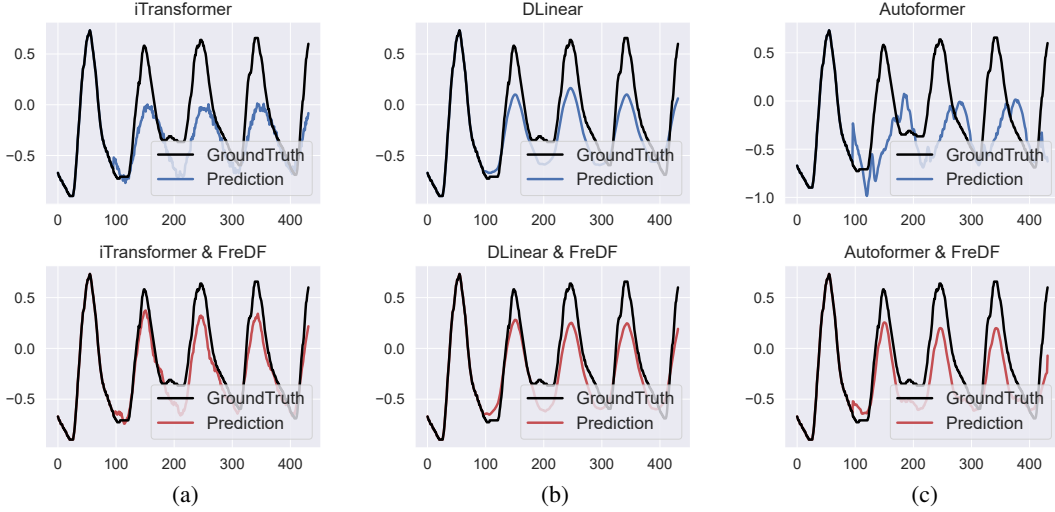 iTransformer
0.5
0.0
−0.5
0 100 200 300 400
GroundTruth
Prediction
DLinear
0.5
0.0
−0.5
0 100 200 300 400
GroundTruth
Prediction
Autoformer
0.5
0.0
−0.5
−1.0
0 100 200 300 400
GroundTruth
Prediction
iTransformer & FreDF
0.5
0.0
−0.5
0 100 200 300 400
GroundTruth
Prediction
DLinear & FreDF
0.5
0.0
−0.5
0 100 200 300 400
GroundTruth
Prediction
Autoformer & FreDF
0.5
0.0
−0.5
0 100 200 300 400
GroundTruth
Prediction
(a)
(b)
(c)